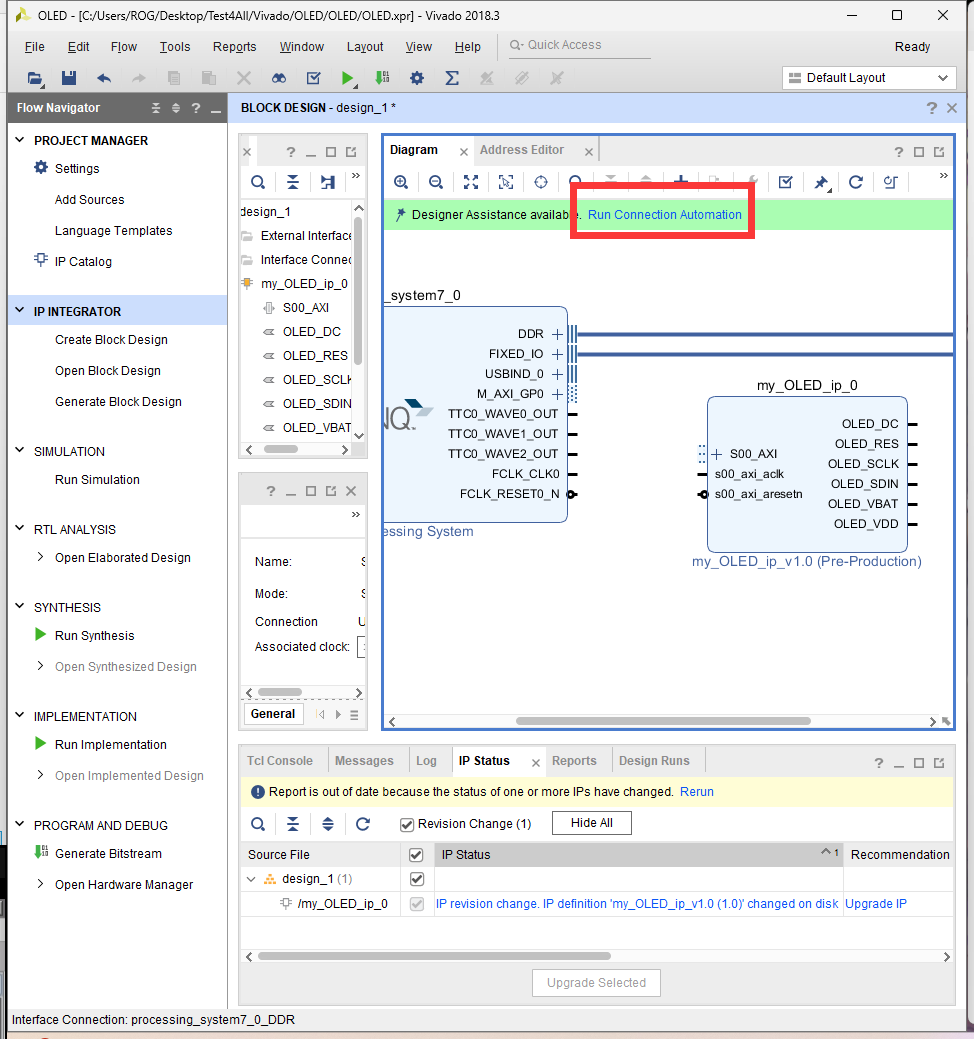 OLED - [C:/Users/ROG/Desktop/Test4All/Vivado/OLED/OLED/OLED.xpr] - Vivado 2018.3
File Edit Flow Tools Reports Window Layout View Help Quick Access Ready
Default Layout
Flow Navigator
PROJECT MANAGER
Settings
Add Sources
Language Templates
IP Catalog
IP INTEGRATOR
Create Block Design
Open Block Design
Generate Block Design
SIMULATION
Run Simulation
RTL ANALYSIS
Open Elaborated Design
SYNTHESIS
Run Synthesis
Open Synthesized Design
IMPLEMENTATION
Run Implementation
Open Implemented Design
PROGRAM AND DEBUG
Generate Bitstream
Open Hardware Manager
BLOCK DESIGN - design_1 *
design_1
External Interface
Interface Connec
my_OLED_ip_0
S00_AXI
OLED_DC
OLED_RES
OLED_SCLK
OLED_SDIN
OLED_VBAT
Name:
Mode:
Connection
Associated clock:
General
Diagram Address Editor
Designer Assistance available. Run Connection Automation
_system7_0
DDR
FIXED_IO
USBIND_0
M_AXI_GP0
TTC0_WAVE0_OUT
TTC0_WAVE1_OUT
TTC0_WAVE2_OUT
FCLK_CLK0
FCLK_RESET0_N
NQ.
essing System
my_OLED_ip_0
S00_AXI
s00_axi_aclk
s00_axi_aresetn
OLED_DC
OLED_RES
OLED_SCLK
OLED_SDIN
OLED_VBAT
OLED_VDD
my_OLED_ip_v1.0 (Pre-Production)
Tcl Console Messages Log IP Status Reports Design Runs
Report is out of date because the status of one or more IPs have changed. Rerun
Revision Change (1) Hide All
Source File IP Status 1 Recommendation
design_1 (1)
/my_OLED_ip_0 IP revision change. IP definition 'my_OLED_ip_v1.0 (1.0)' changed on disk Upgrade IP
Upgrade Selected
Interface Connection: processing_system7_0_DDR